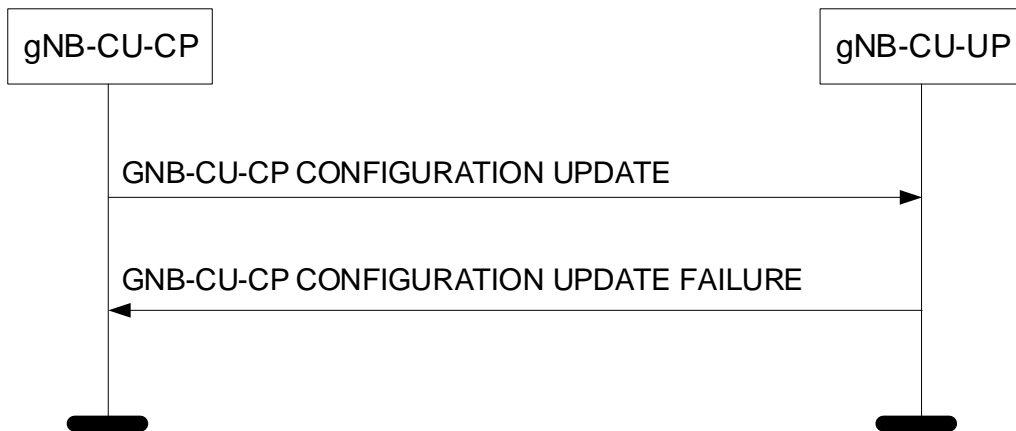 gNB-CU-CP
gNB-CU-UP
GNB-CU-CP CONFIGURATION UPDATE
GNB-CU-CP CONFIGURATION UPDATE FAILURE